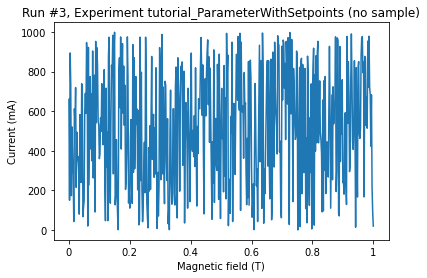 Run #3, Experiment tutorial_ParameterWithSetpoints (no sample)
1000
800
600
400
200
0
Current (mA)
0 0.2 0.4 0.6 0.8 1
Magnetic field (T)